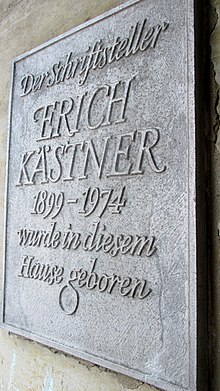 Der Schriftsteller
ERICH
KÄSTNER
1899-1974
wurde in diesem
Hause geboren